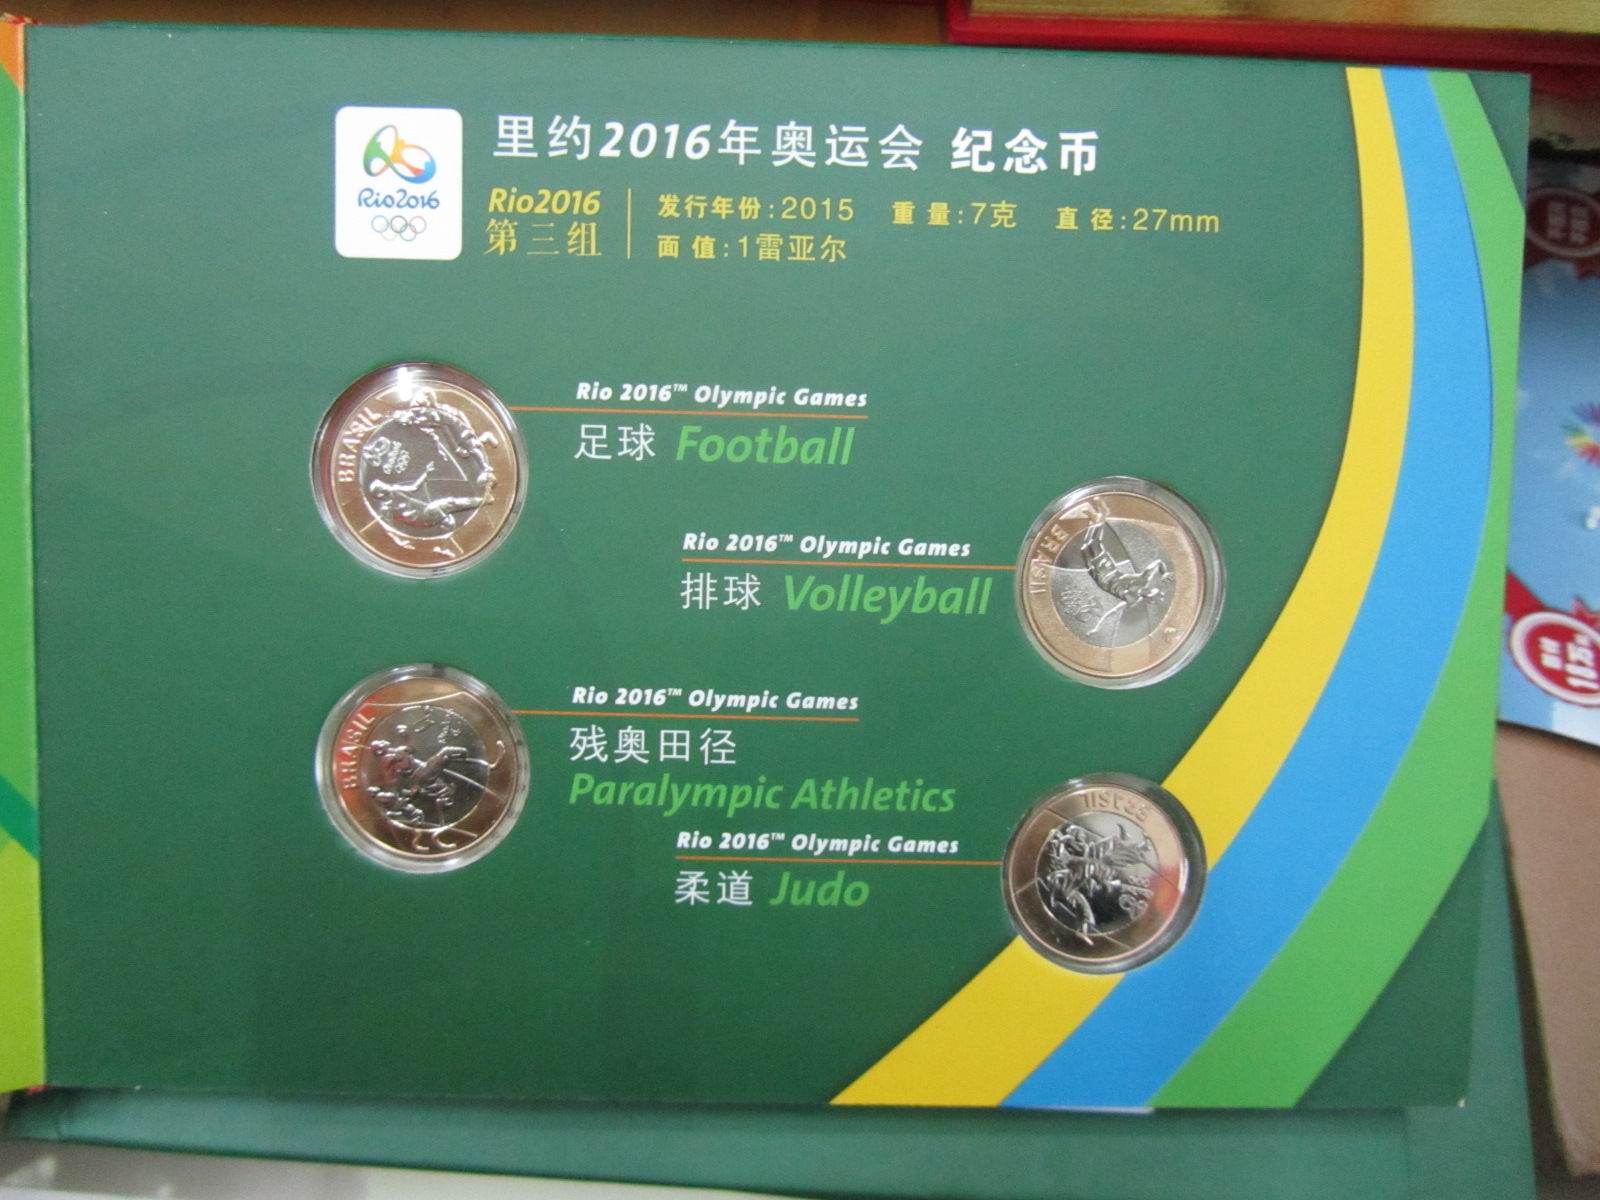 里约2016年奥运会 纪念币
Rio2016
Rio2016
第三组
发行年份:2015 重量:7克 直径:27mm
面值:1雷亚尔
Rio 2016™ Olympic Games
足球 Football
BRASIL
Rio 2016™ Olympic Games
排球 Volleyball
BRASIL
Rio 2016™ Olympic Games
残奥田径
Paralympic Athletics
BRASIL
Rio 2016™ Olympic Games
柔道 Judo